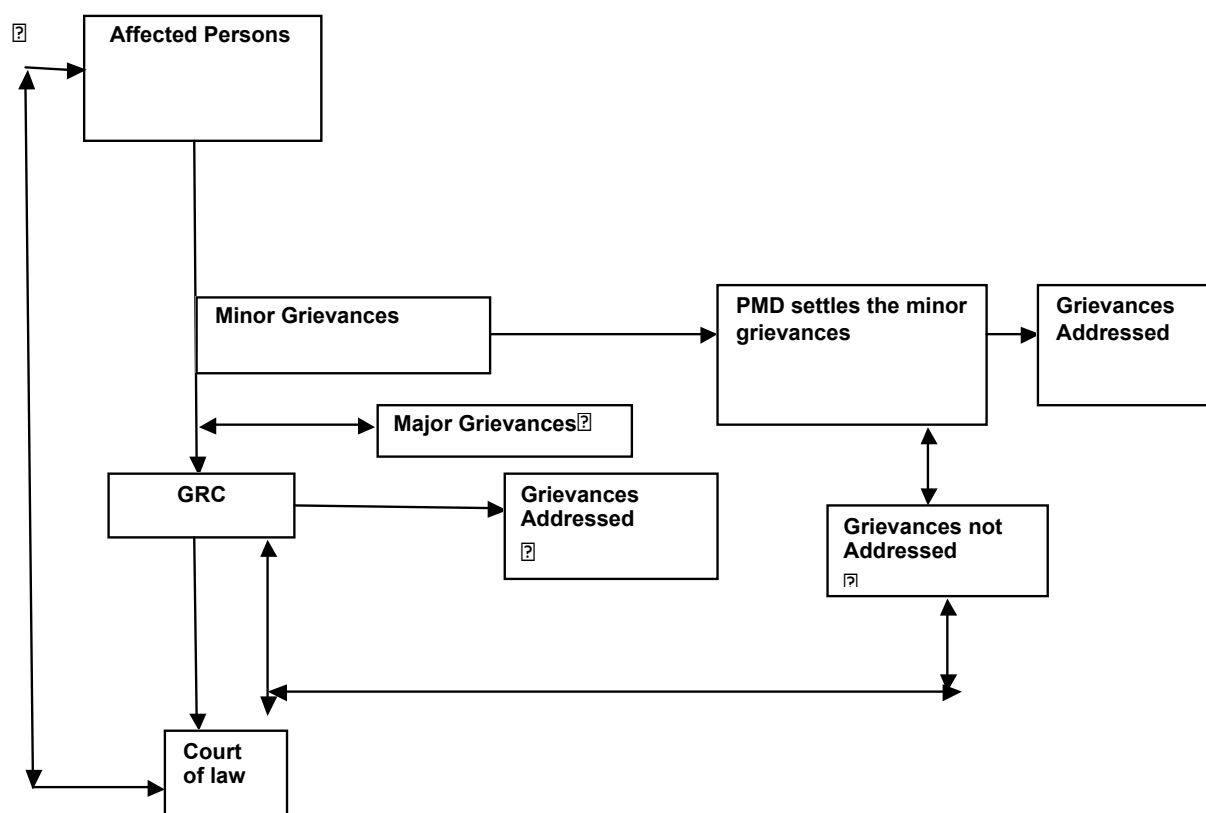 Affected Persons
Minor Grievances
PMD settles the minor
grievances
Grievances
Addressed
Major Grievances
GRC
Grievances
Addressed
Grievances not
Addressed
Court
of law